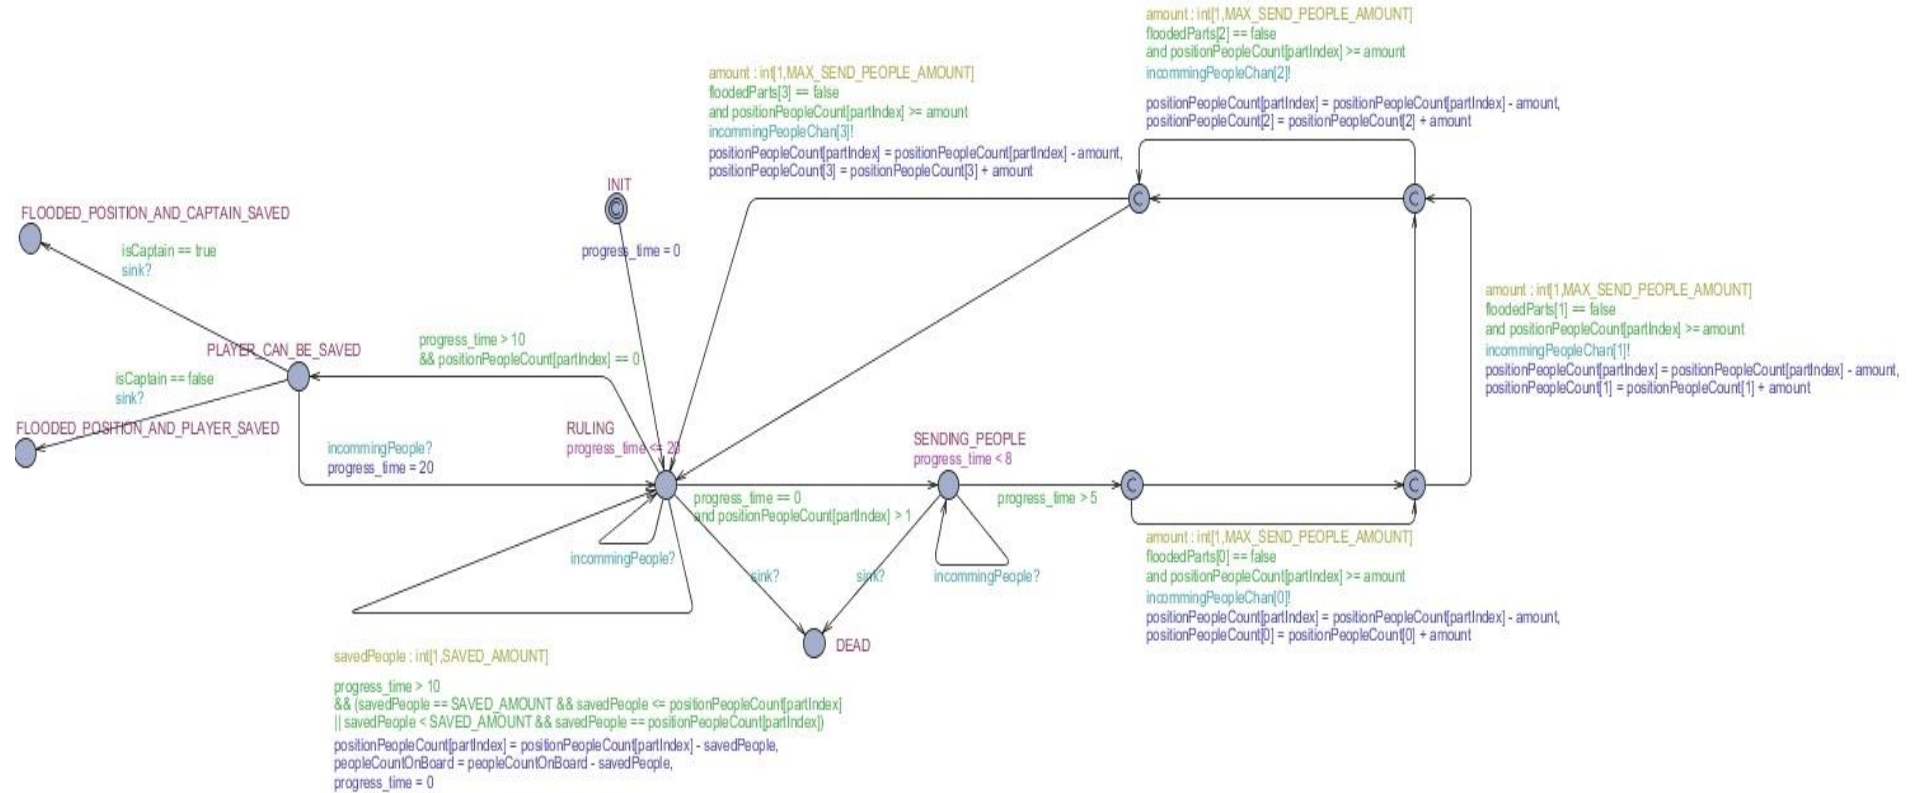 amount : int[1,MAX_SEND_PEOPLE_AMOUNT]
floodedParts[2] == false
and positionPeopleCount[partIndex] >= amount
incommingPeopleChan[2]!
positionPeopleCount[partIndex] = positionPeopleCount[partIndex] - amount,
positionPeopleCount[2] = positionPeopleCount[2] + amount
amount : int[1,MAX_SEND_PEOPLE_AMOUNT]
floodedParts[3] == false
and positionPeopleCount[partIndex] >= amount
incommingPeopleChan[3]!
positionPeopleCount[partIndex] = positionPeopleCount[partIndex] - amount,
positionPeopleCount[3] = positionPeopleCount[3] + amount
INIT
C
C
C
progress_time = 0
FLOODED_POSITION_AND_CAPTAIN_SAVED
isCaptain == true
sink?
PLAYER_CAN_BE_SAVED
progress_time > 10
&& positionPeopleCount[partIndex] == 0
isCaptain == false
sink?
FLOODED_POSITION_AND_PLAYER_SAVED
incommingPeople?
progress_time = 20
RULING
progress_time <= 20
SENDING_PEOPLE
progress_time < 8
amount : int[1,MAX_SEND_PEOPLE_AMOUNT]
floodedParts[1] == false
and positionPeopleCount[partIndex] >= amount
incommingPeopleChan[1]!
positionPeopleCount[partIndex] = positionPeopleCount[partIndex] - amount,
positionPeopleCount[1] = positionPeopleCount[1] + amount
progress_time == 0
and positionPeopleCount[partIndex] > 1
progress_time > 5
C
C
incommingPeople?
sink?
sink?
incommingPeople?
amount : int[1,MAX_SEND_PEOPLE_AMOUNT]
floodedParts[0] == false
and positionPeopleCount[partIndex] >= amount
incommingPeopleChan[0]!
positionPeopleCount[partIndex] = positionPeopleCount[partIndex] - amount,
positionPeopleCount[0] = positionPeopleCount[0] + amount
DEAD
savedPeople : int[1,SAVED_AMOUNT]
progress_time > 10
&& (savedPeople == SAVED_AMOUNT && savedPeople <= positionPeopleCount[partIndex]
|| savedPeople < SAVED_AMOUNT && savedPeople == positionPeopleCount[partIndex])
positionPeopleCount[partIndex] = positionPeopleCount[partIndex] - savedPeople,
peopleCountOnBoard = peopleCountOnBoard - savedPeople,
progress_time = 0